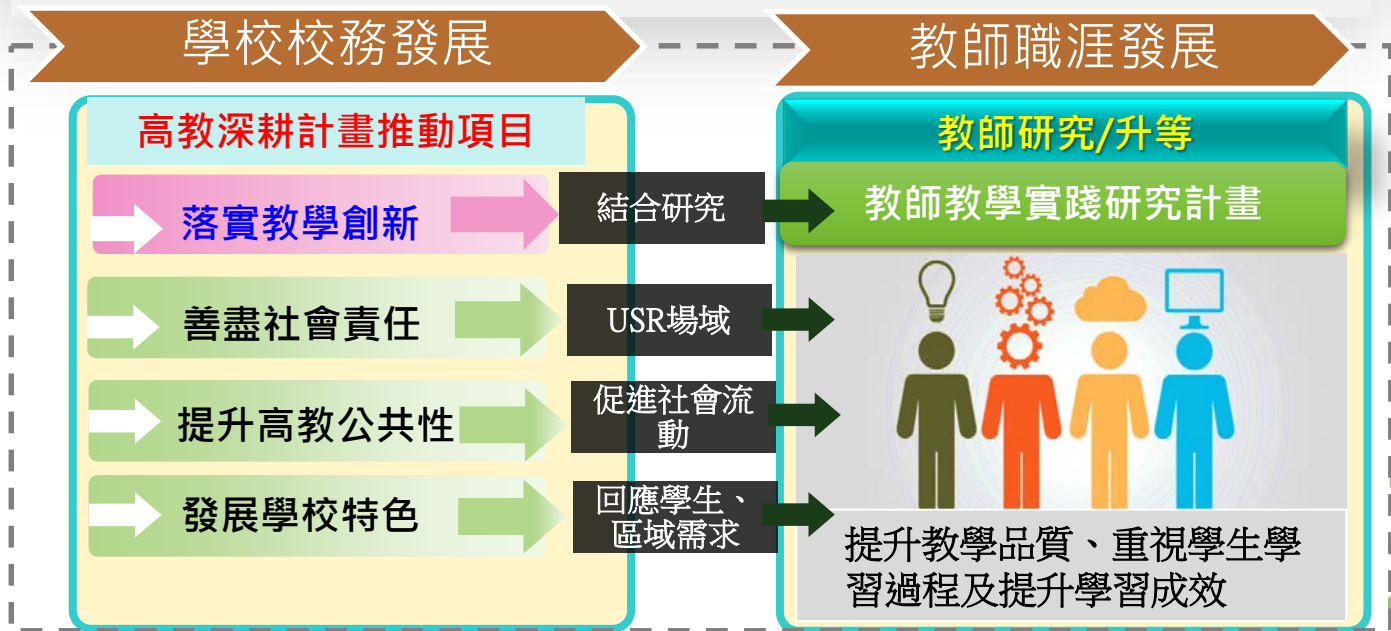 學校校務發展
教師職涯發展
高教深耕計畫推動項目
落實教學創新
善盡社會責任
提升高教公共性
發展學校特色
結合研究
USR場域
促進社會流
動
回應學生、
區域需求
教師研究/升等
教師教學實踐研究計畫
提升教學品質、重視學生學
習過程及提升學習成效